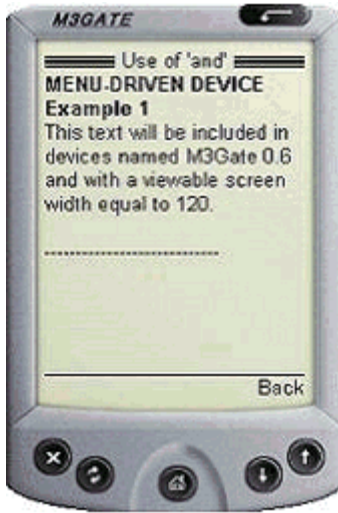 M3GATE
Use of 'and'
MENU-DRIVEN DEVICE
Example 1
This text will be included in
devices named M3Gate 0.6
and with a viewable screen
width equal to 120.
---------------------------
Back